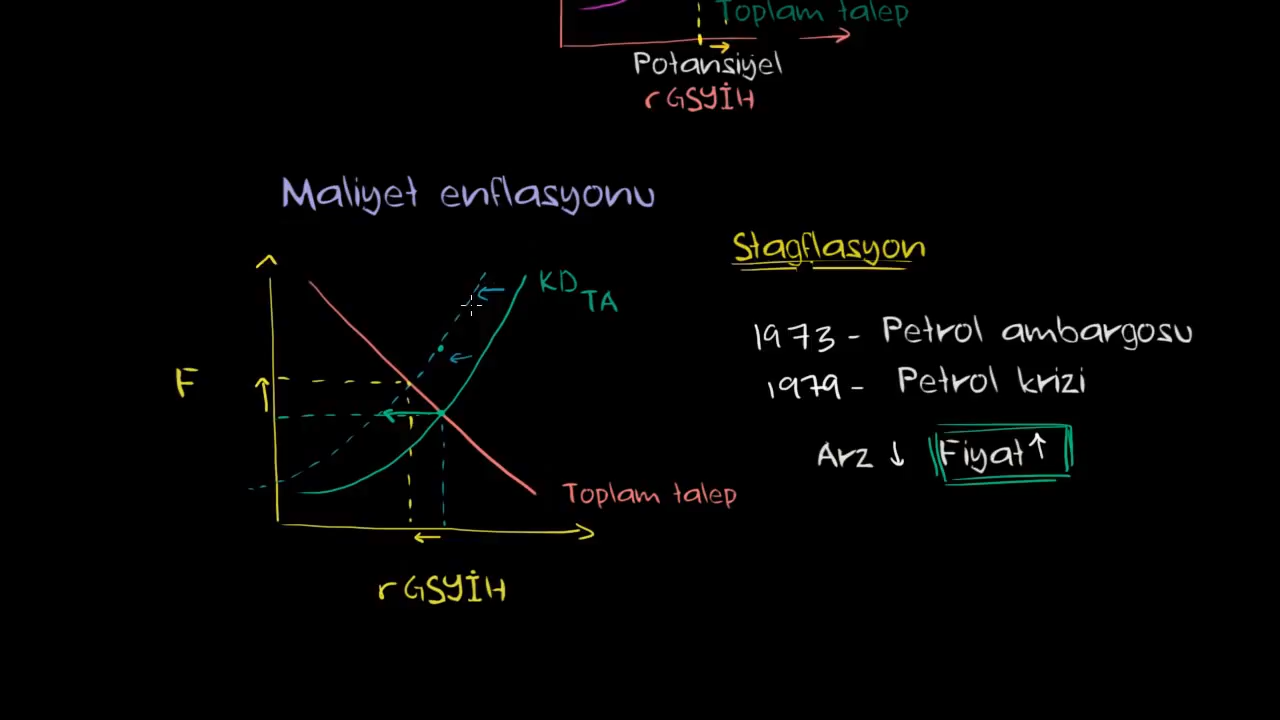 Toplam talep
Potansiyel
rGSYİH
Maliyet enflasyonu
Stagflasyon
KD TA
1973 - Petrol ambargosu
F
1979 - Petrol krizi
Arz ↓ Fiyat ↑
Toplam talep
rGSYİH